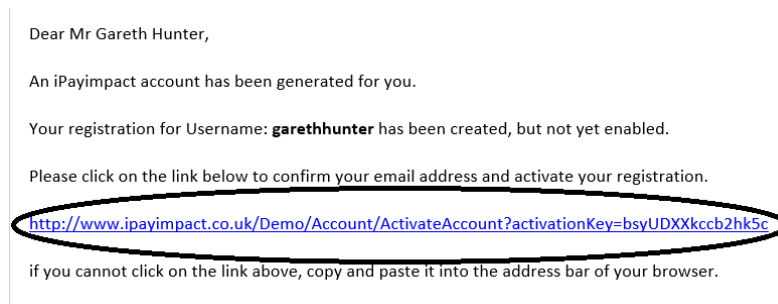 Dear Mr Gareth Hunter,
An iPayimpact account has been generated for you.
Your registration for Username: garethhunter has been created, but not yet enabled.
Please click on the link below to confirm your email address and activate your registration.
http://www.ipayimpact.co.uk/Demo/Account/ActivateAccount?activationKey=bsyUDXXkccb2hk5c
if you cannot click on the link above, copy and paste it into the address bar of your browser.